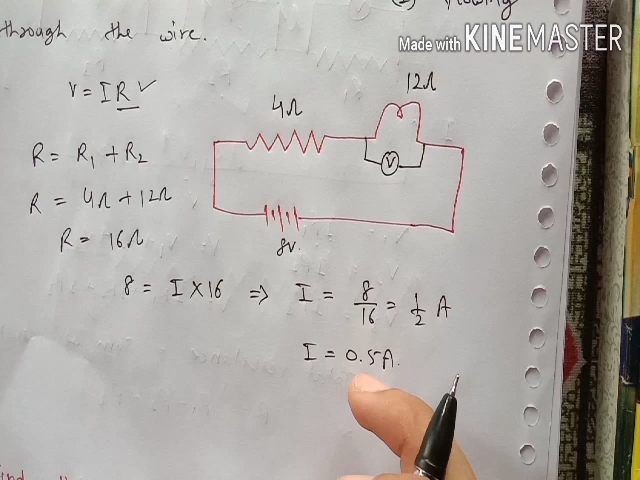 flowing
through the wire.
Made with KINEMASTER
V = I R ✓
4Ω
12Ω
R = R₁ + R₂
V
R = 4Ω + 12Ω
R = 16Ω
8V
8 = I × 16 => I = 8/16 = 1/2 A
I = 0.5A.